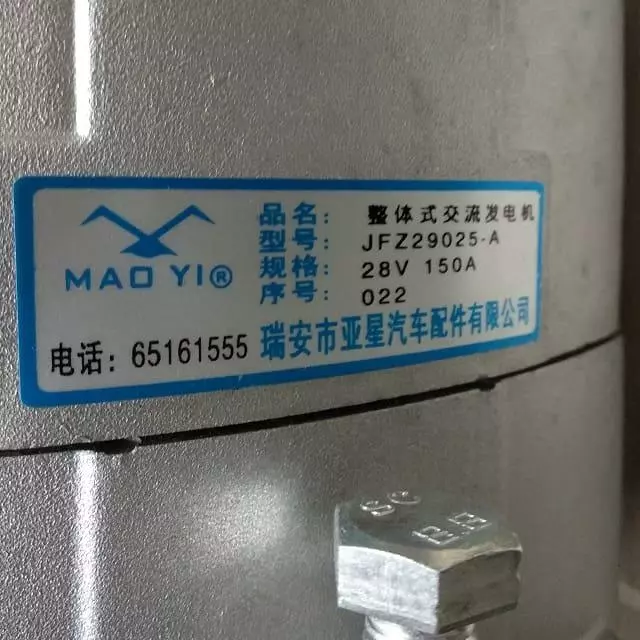 MAO YI®
品名: 整体式交流发电机
型号: JFZ29025-A
规格: 28V 150A
序号: 022
电话: 65161555 瑞安市亚星汽车配件有限公司